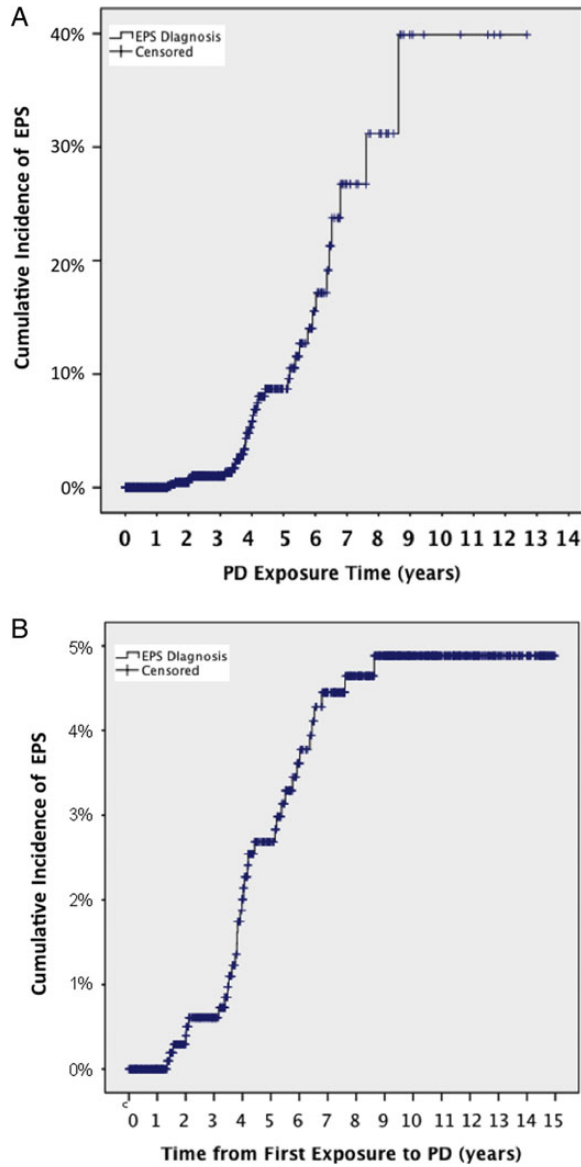 A
40%
EPS DIagnosis
Censored
30%
20%
10%
0%
Cumulative Incidence of EPS
0 1 2 3 4 5 6 7 8 9 10 11 12 13 14
PD Exposure Time (years)
B
5%
EPS DIagnosis
Censored
4%
3%
2%
1%
0%
Cumulative Incidence of EPS
c
0 1 2 3 4 5 6 7 8 9 10 11 12 13 14 15
Time from First Exposure to PD (years)